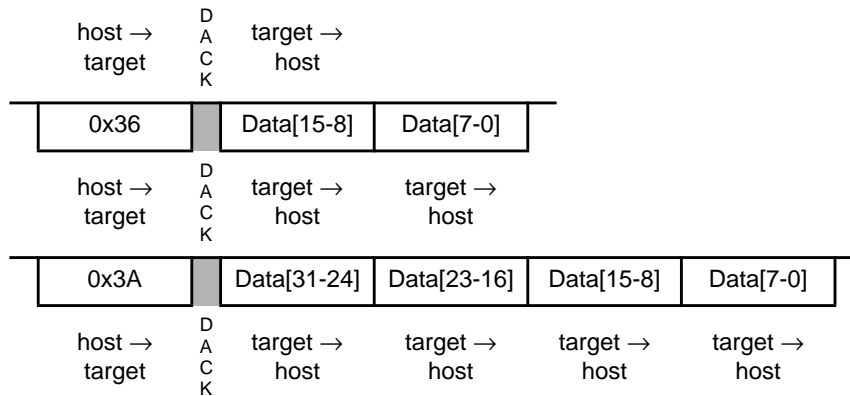 host → D A C K target →
target host
0x36 Data[15-8] Data[7-0]
host → D A C K target → target →
target host host
0x3A Data[31-24] Data[23-16] Data[15-8] Data[7-0]
host → D A C K target → target → target → target →
target host host host host